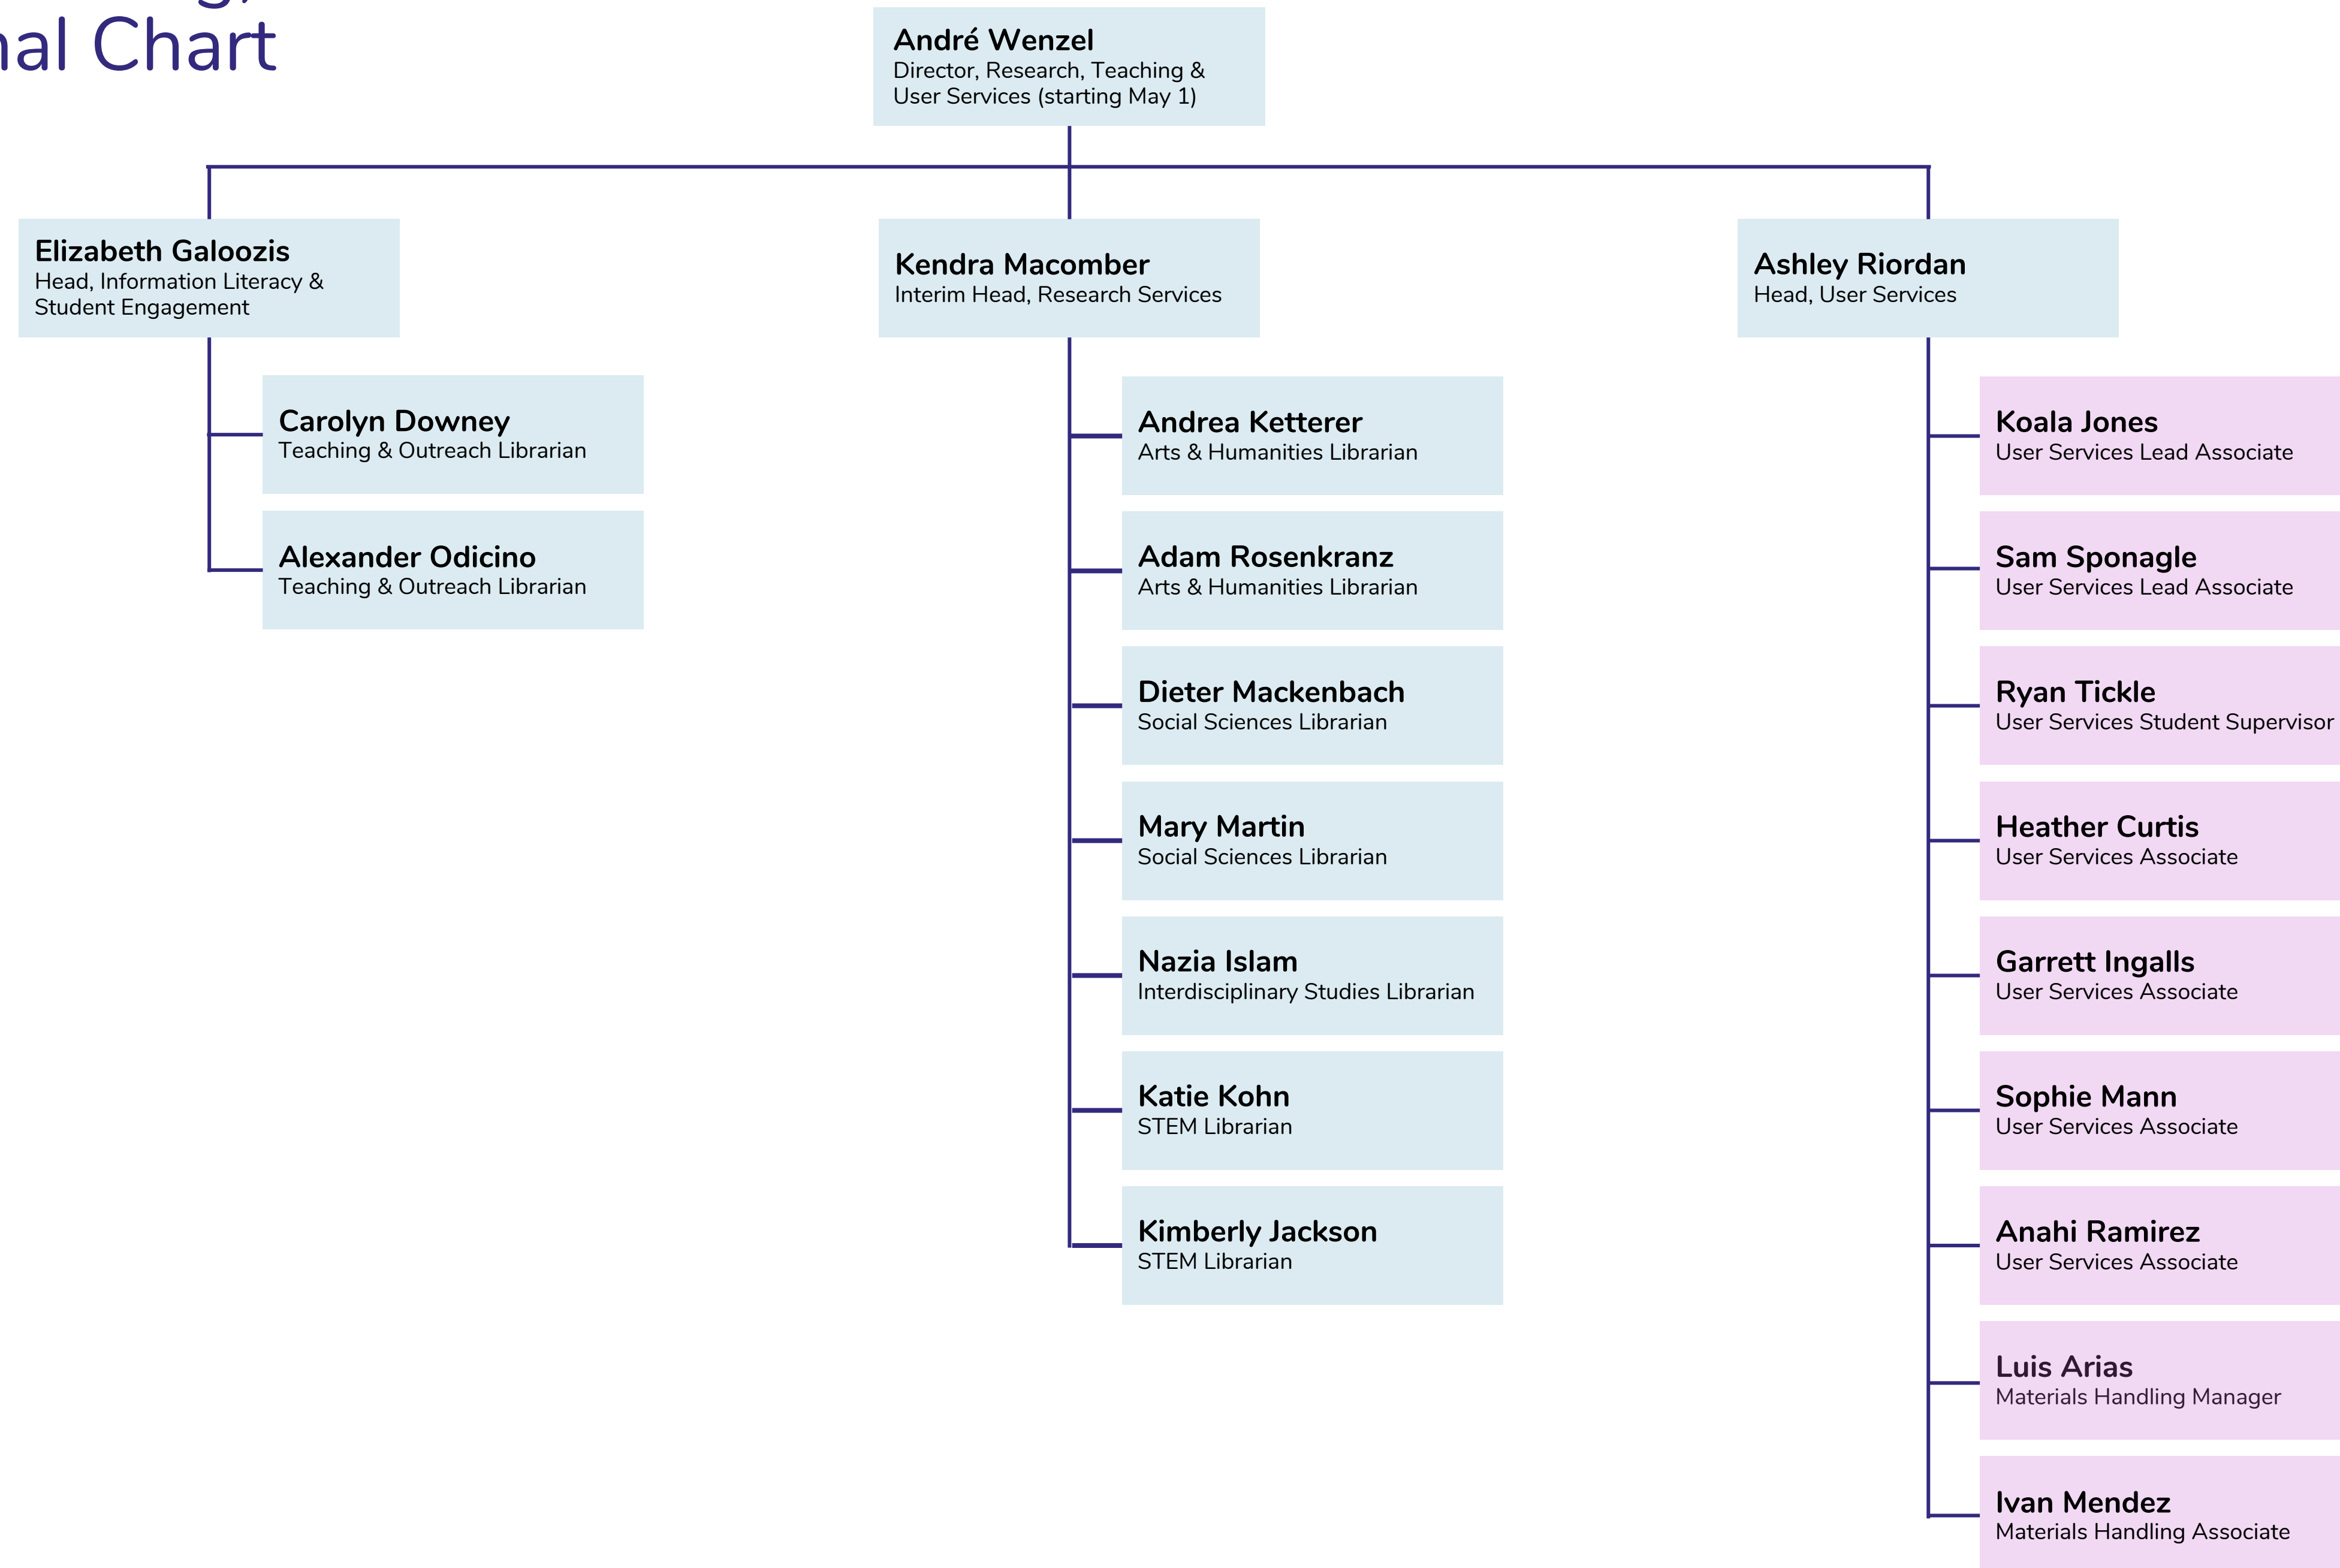 nal Chart
André Wenzel
Director, Research, Teaching &
User Services (starting May 1)
Elizabeth Galoozis
Head, Information Literacy &
Student Engagement
Carolyn Downey
Teaching & Outreach Librarian
Alexander Odicino
Teaching & Outreach Librarian
Kendra Macomber
Interim Head, Research Services
Andrea Ketterer
Arts & Humanities Librarian
Adam Rosenkranz
Arts & Humanities Librarian
Dieter Mackenbach
Social Sciences Librarian
Mary Martin
Social Sciences Librarian
Nazia Islam
Interdisciplinary Studies Librarian
Katie Kohn
STEM Librarian
Kimberly Jackson
STEM Librarian
Ashley Riordan
Head, User Services
Koala Jones
User Services Lead Associate
Sam Sponagle
User Services Lead Associate
Ryan Tickle
User Services Student Supervisor
Heather Curtis
User Services Associate
Garrett Ingalls
User Services Associate
Sophie Mann
User Services Associate
Anahi Ramirez
User Services Associate
Luis Arias
Materials Handling Manager
Ivan Mendez
Materials Handling Associate